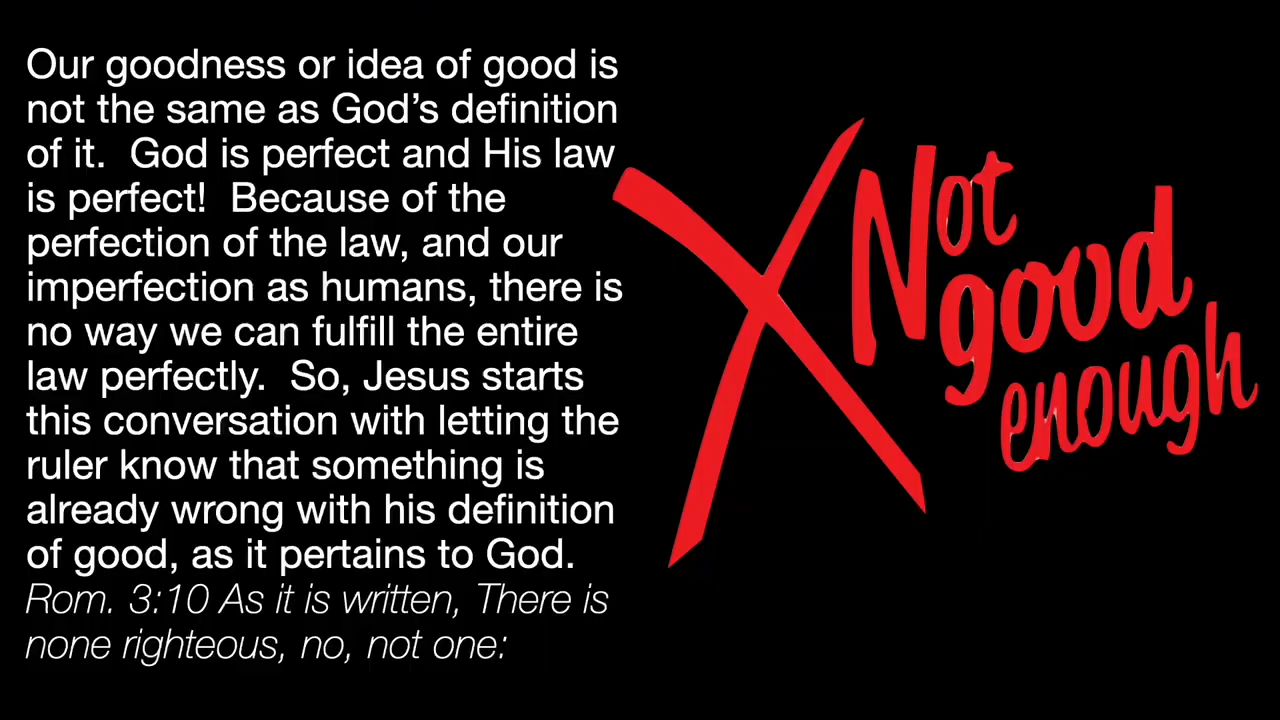 Our goodness or idea of good is
not the same as God’s definition
of it.  God is perfect and His law
is perfect!  Because of the
perfection of the law, and our
imperfection as humans, there is
no way we can fulfill the entire
law perfectly.  So, Jesus starts
this conversation with letting the
ruler know that something is
already wrong with his definition
of good, as it pertains to God.
Rom. 3:10 As it is written, There is
none righteous, no, not one:
Not
good
enough